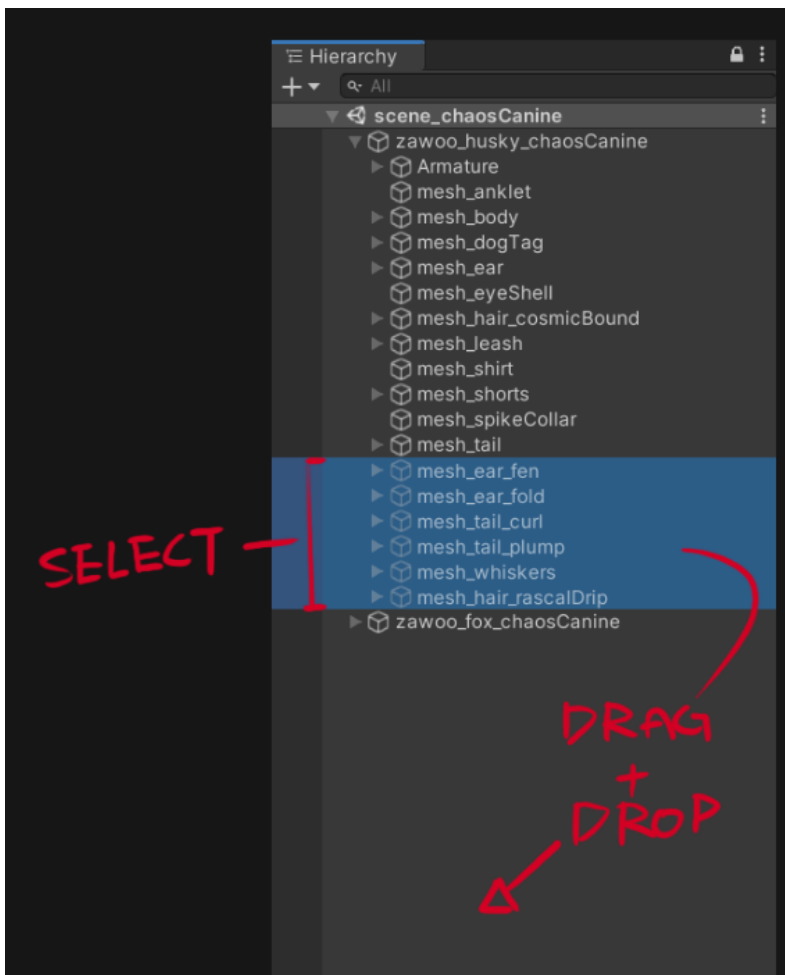 Hierarchy
All
scene_chaosCanine
zawoo_husky_chaosCanine
Armature
mesh_anklet
mesh_body
mesh_dogTag
mesh_ear
mesh_eyeShell
mesh_hair_cosmicBound
mesh_leash
mesh_shirt
mesh_shorts
mesh_spikeCollar
mesh_tail
mesh_ear_fen
mesh_ear_fold
mesh_tail_curl
SELECT
mesh_tail_plump
mesh_whiskers
mesh_hair_rascalDrip
zawoo_fox_chaosCanine
DRAG
+
DROP